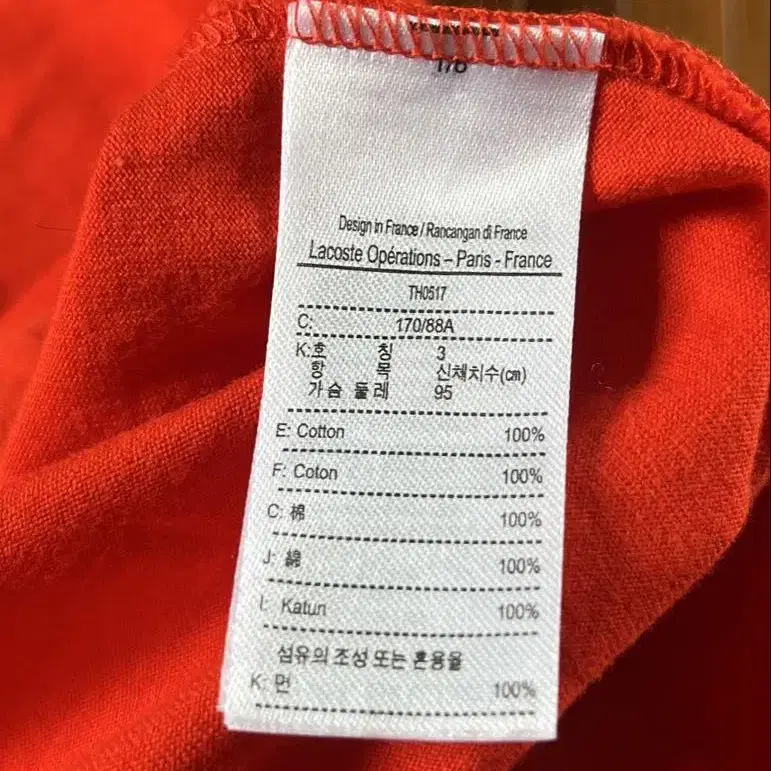 Design in France / Rancangan di France
Lacoste Opérations – Paris - France
TH0517
C: 170/88A
K:호 칭 3
항 목 신체치수(cm)
가슴 둘레 95
E: Cotton 100%
F: Coton 100%
C: 棉 100%
J: 綿 100%
I: Katun 100%
섬유의 조성 또는 혼용율
K: 면 100%